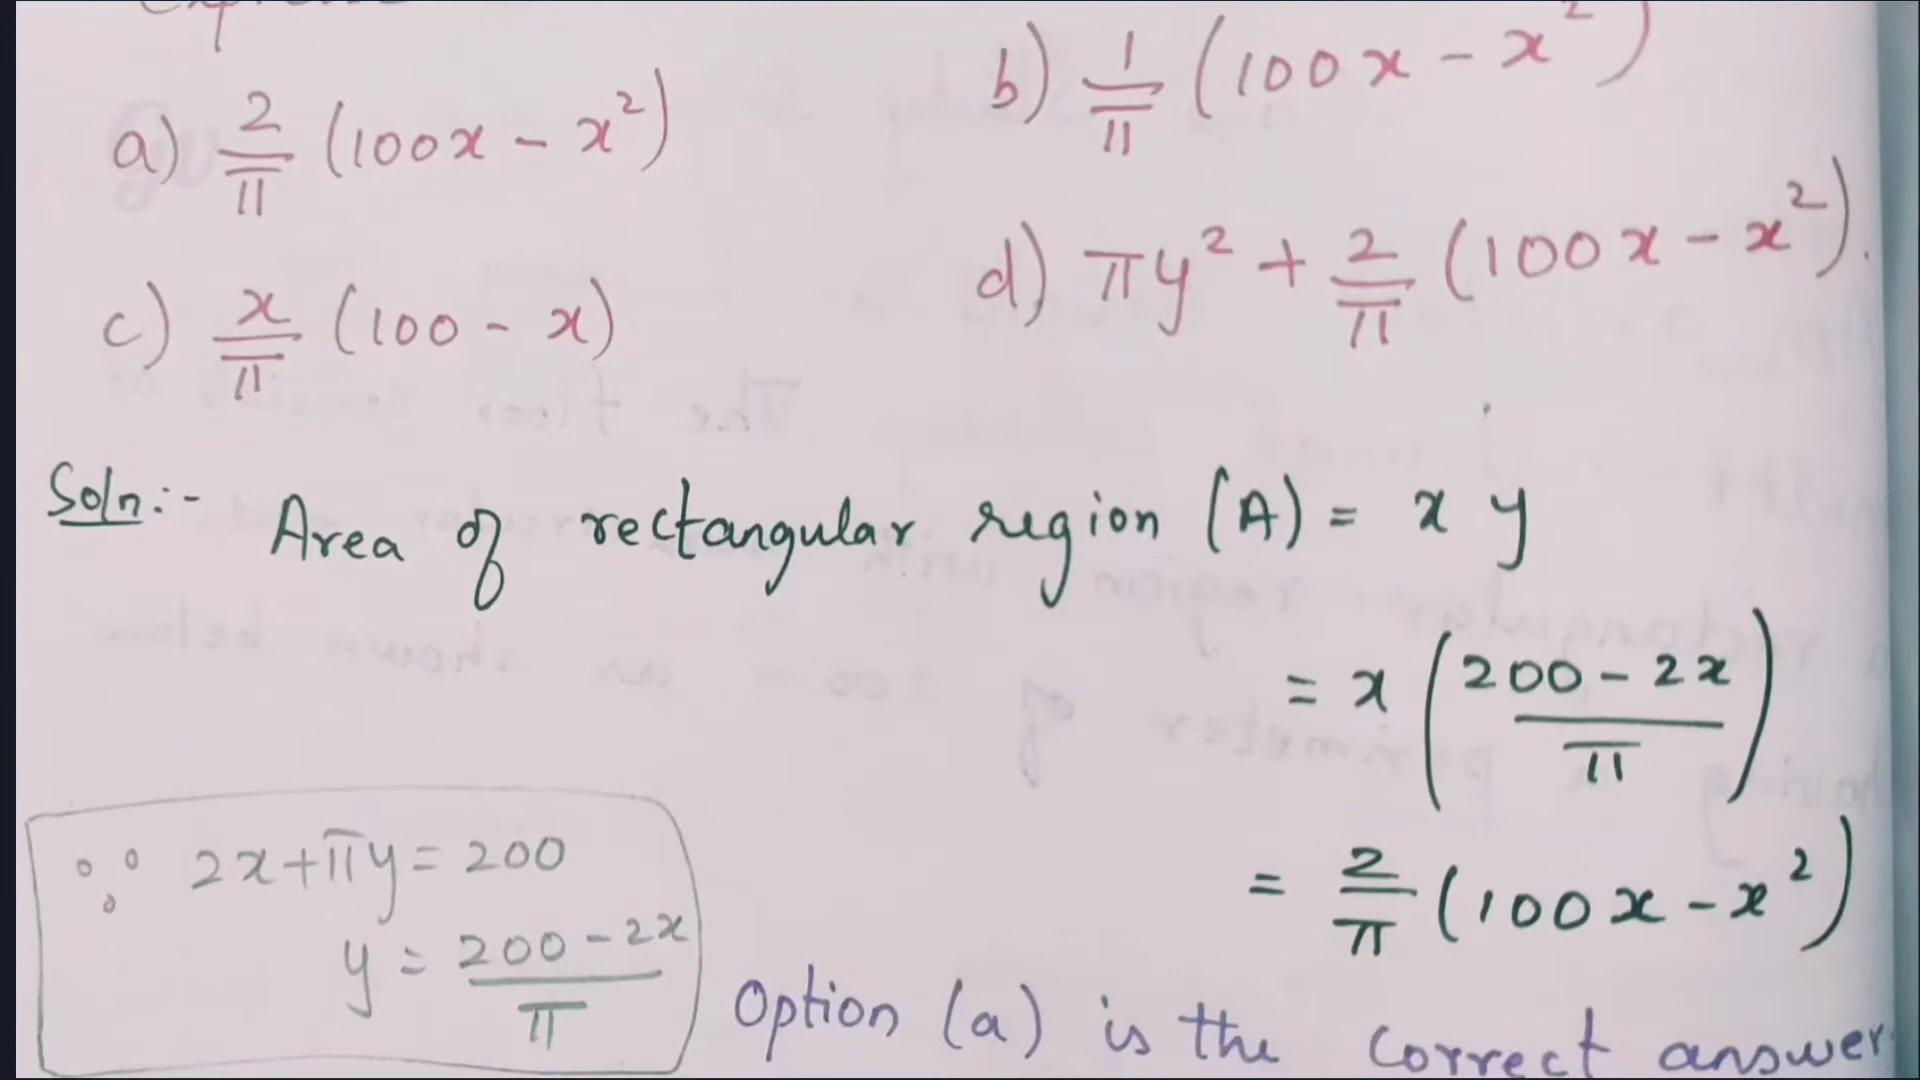 a) 2/π (100x - x²)
b) 1/π (100x - x²)
c) x/π (100 - x)
d) πy² + 2/π (100x - x²).
Soln:- Area of rectangular region (A) = x y
= x (200 - 2x / π)
= 2/π (100x - x²)
∵ 2x + πy = 200
y = 200 - 2x / π
Option (a) is the correct answer